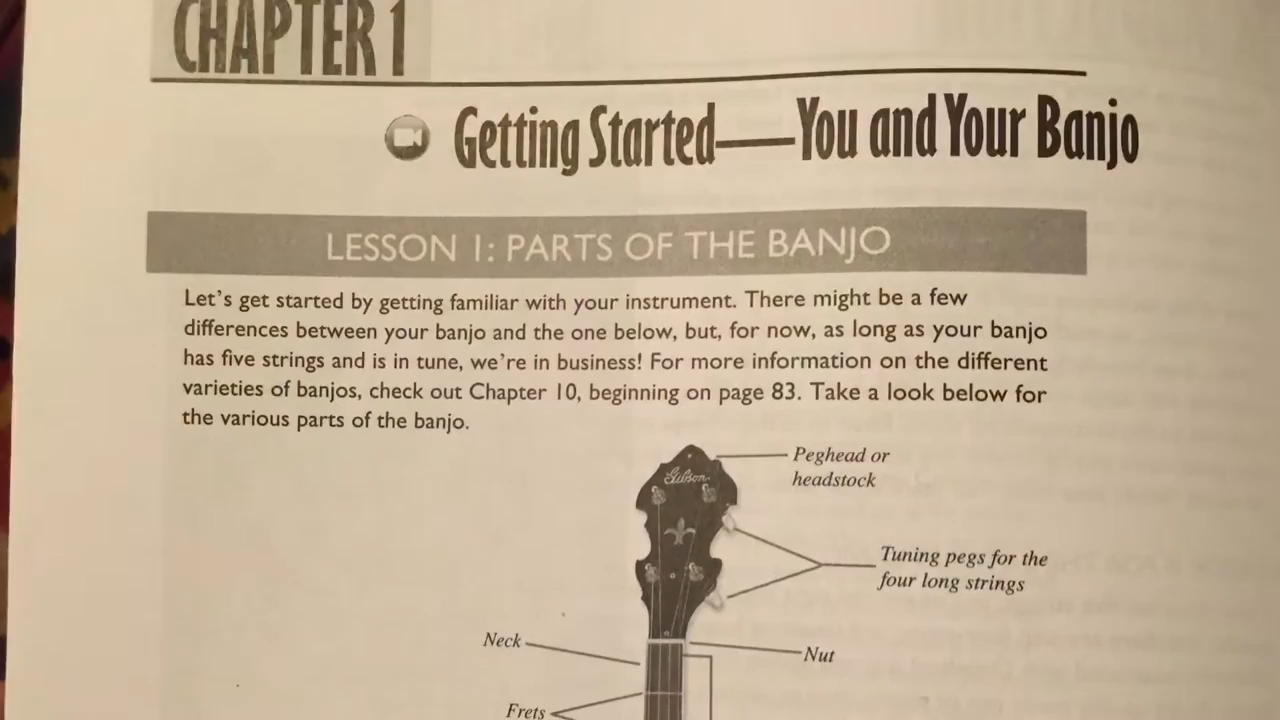 CHAPTER 1
Getting Started—You and Your Banjo
LESSON 1: PARTS OF THE BANJO
Let's get started by getting familiar with your instrument. There might be a few
differences between your banjo and the one below, but, for now, as long as your banjo
has five strings and is in tune, we're in business! For more information on the different
varieties of banjos, check out Chapter 10, beginning on page 83. Take a look below for
the various parts of the banjo.
Peghead or
headstock
Gibson
Tuning pegs for the
four long strings
Neck
Nut
Frets